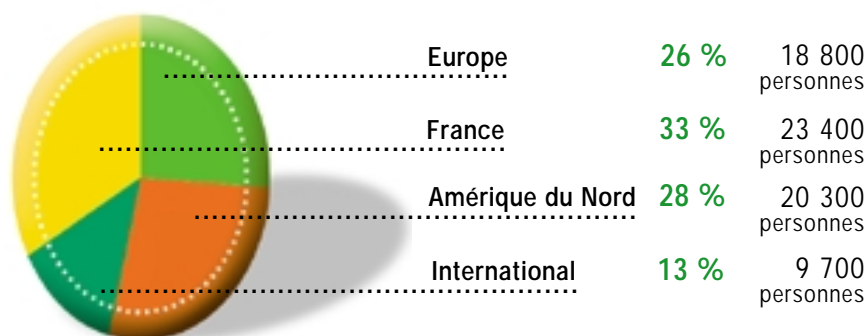 Europe 26 % 18 800
personnes
France 33 % 23 400
personnes
Amérique du Nord 28 % 20 300
personnes
International 13 % 9 700
personnes